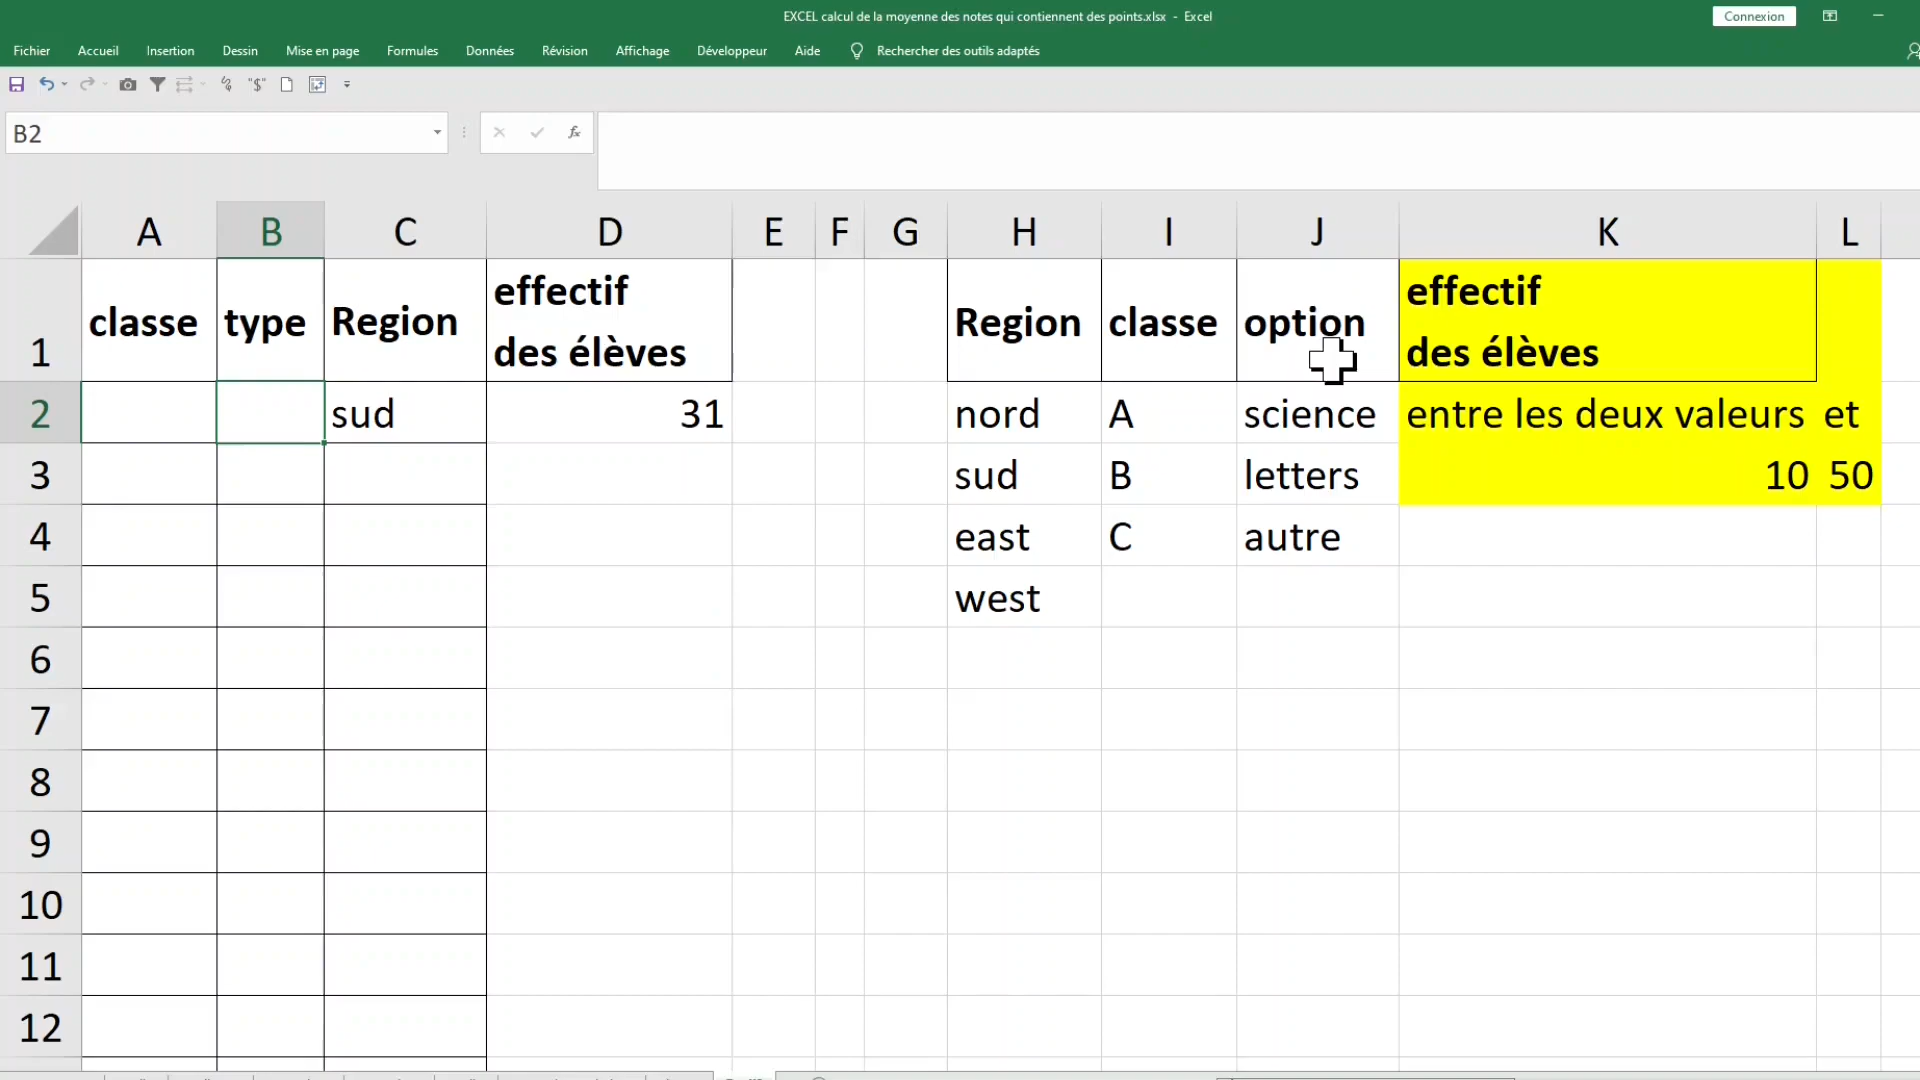 EXCEL calcul de la moyenne des notes qui contiennent des points.xlsx - Excel
Connexion
Fichier Accueil Insertion Dessin Mise en page Formules Données Révision Affichage Développeur Aide Rechercher des outils adaptés
"$"
B2 fx
A B C D E F G H I J K L
1 classe type Region effectif des élèves Region classe option effectif des élèves
2 sud 31 nord A science entre les deux valeurs et
3 sud B letters 10 50
4 east C autre
5 west
6
7
8
9
10
11
12